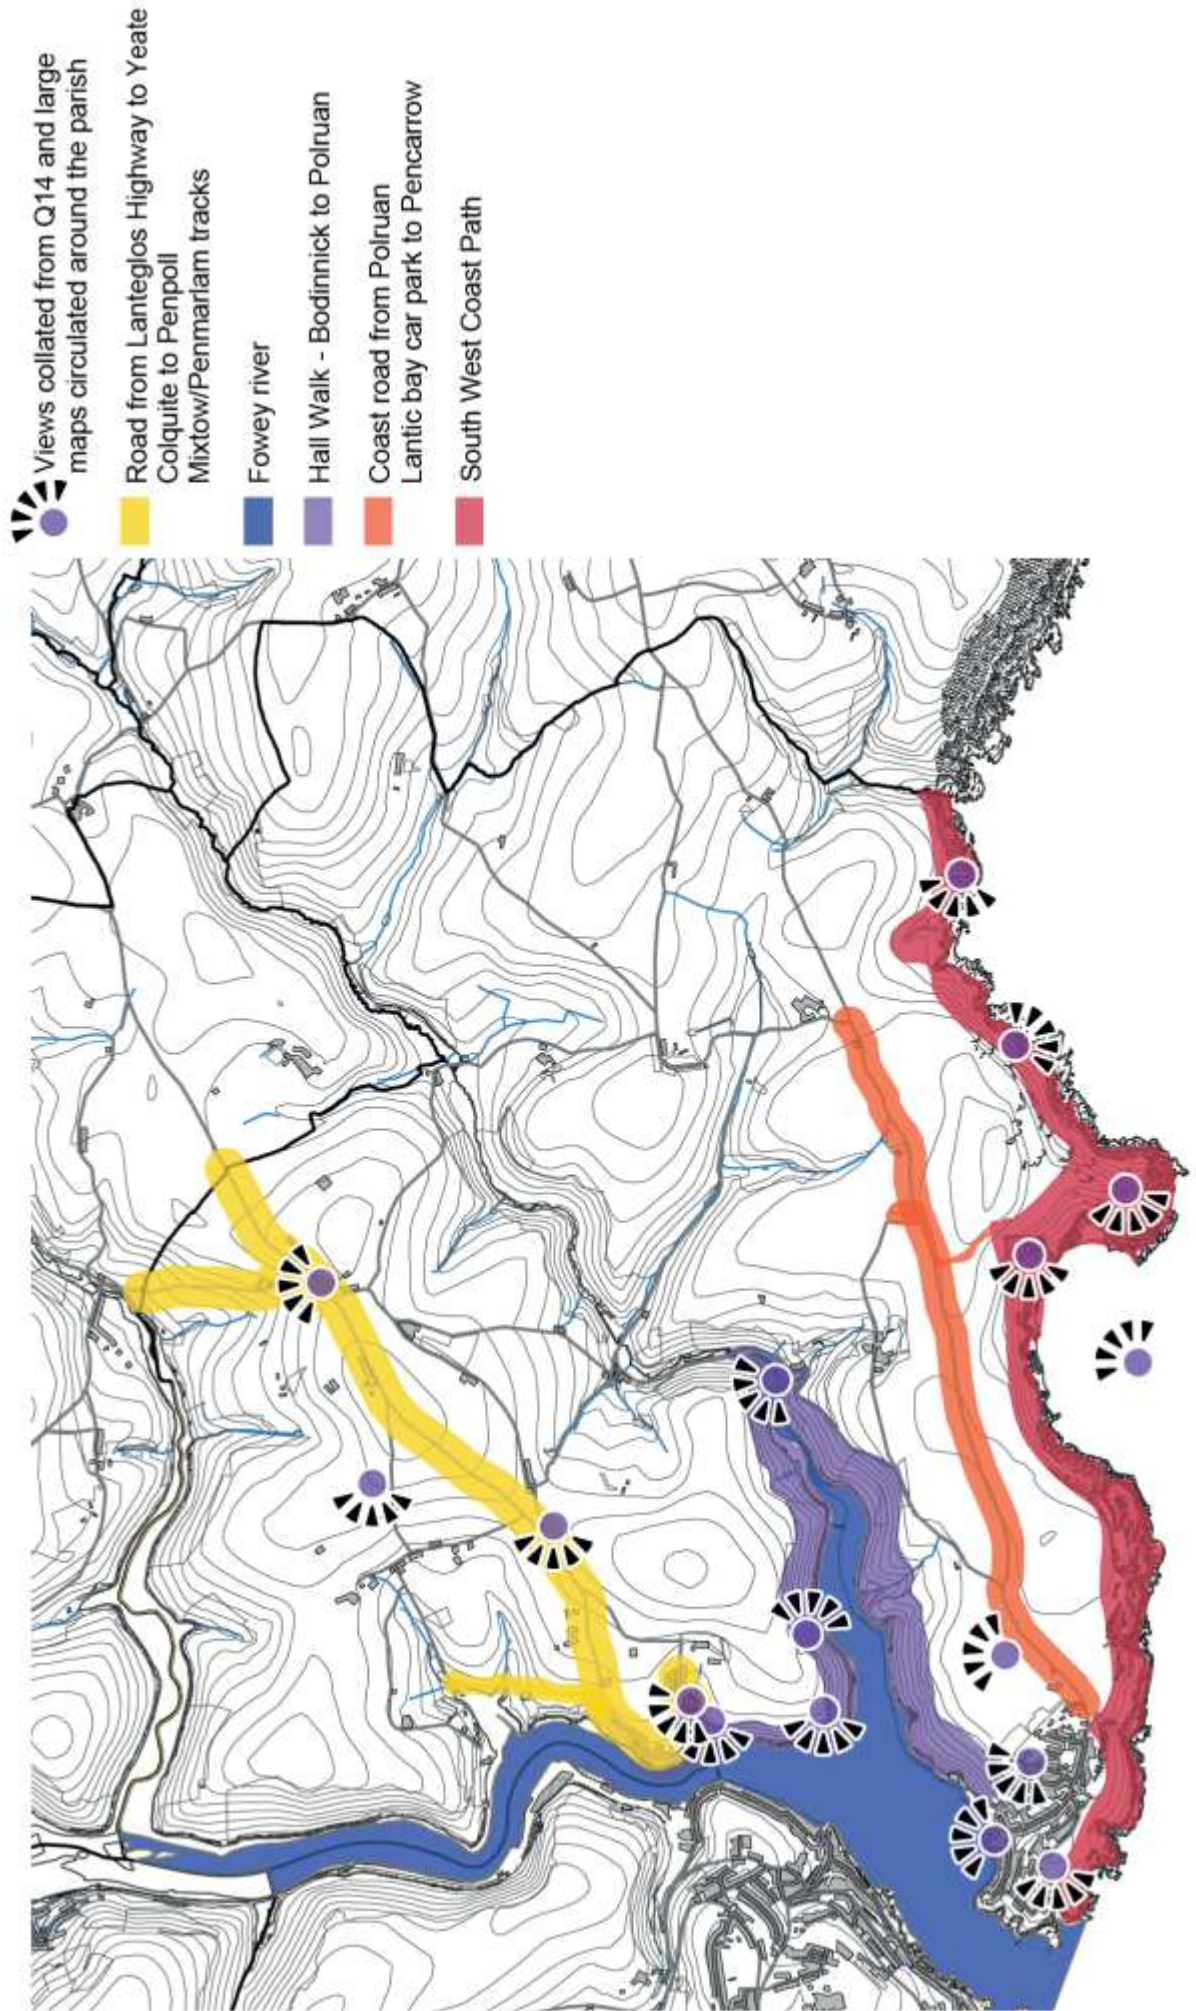 Views collated from Q14 and large
maps circulated around the parish
Road from Lanteglos Highway to Yeate
Colquite to Penpoll
Mixtow/Penmarlam tracks
Fowey river
Hall Walk - Bodinnick to Polruan
Coast road from Polruan
Lantic bay car park to Pencarrow
South West Coast Path